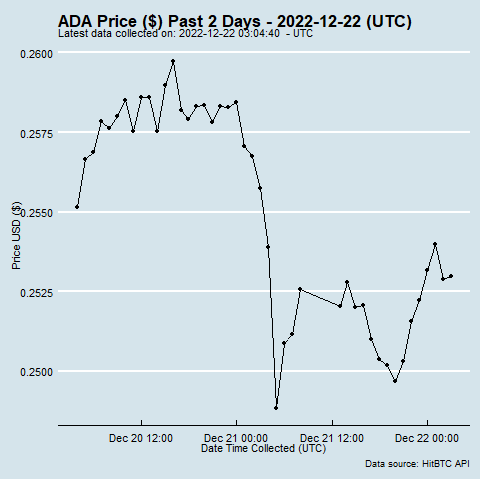 ADA Price ($) Past 2 Days - 2022-12-22 (UTC)
Latest data collected on: 2022-12-22 03:04:40  - UTC
0.2600
0.2575
0.2550
0.2525
0.2500
Price USD ($)
Dec 20 12:00
Dec 21 00:00
Dec 21 12:00
Dec 22 00:00
Date Time Collected (UTC)
Data source: HitBTC API